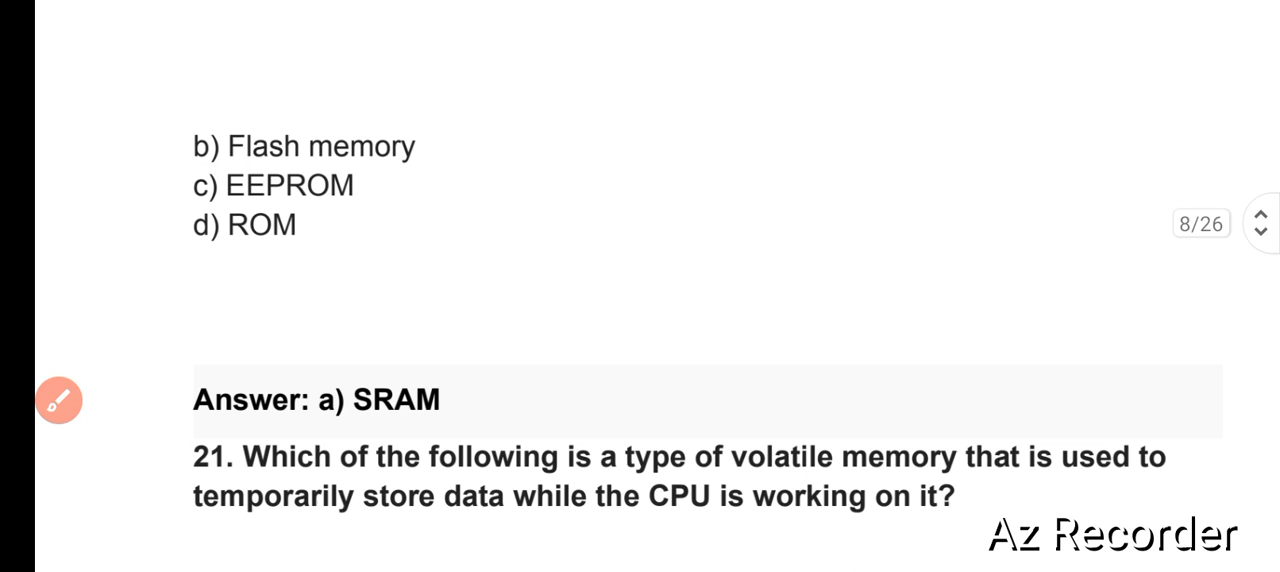 b) Flash memory
c) EEPROM
d) ROM
8/26
Answer: a) SRAM
21. Which of the following is a type of volatile memory that is used to
temporarily store data while the CPU is working on it?
Az Recorder